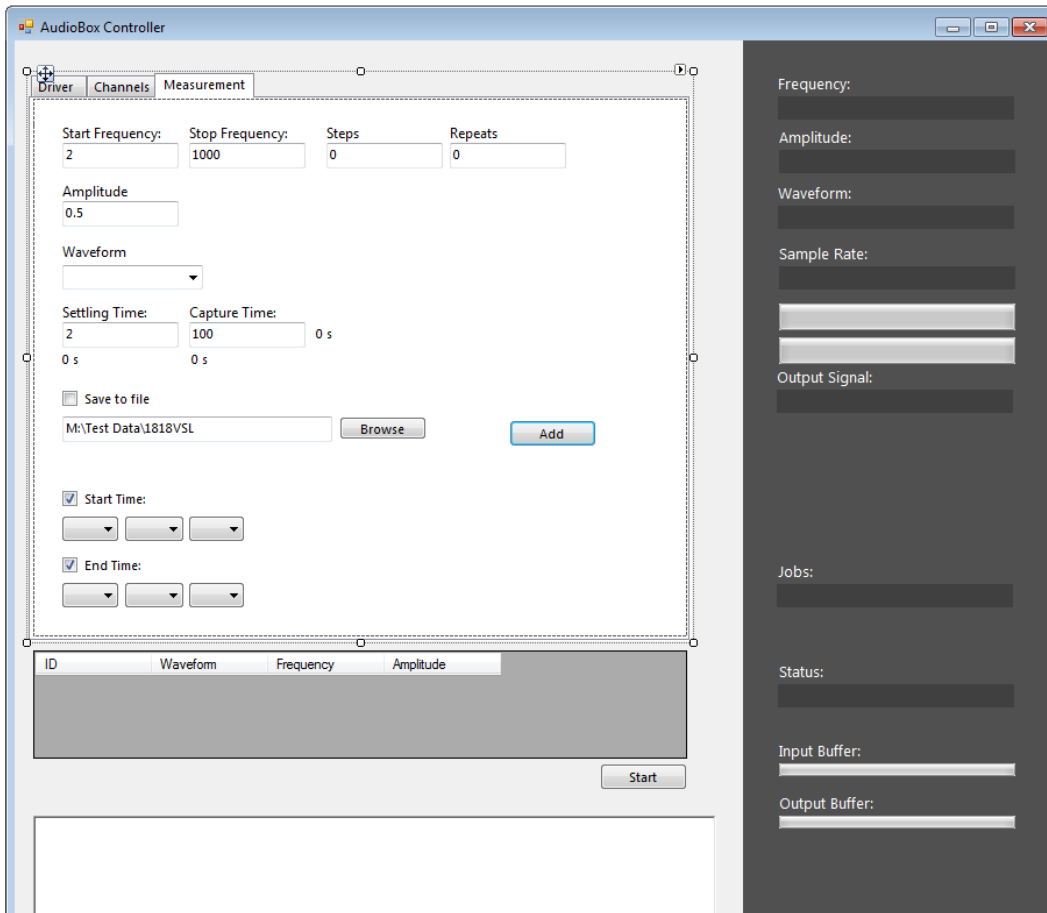 AudioBox Controller
Driver Channels Measurement
Start Frequency: Stop Frequency: Steps Repeats
2 1000 0 0
Amplitude
0.5
Waveform
Settling Time: Capture Time:
2 100 0 s
0 s 0 s
Save to file
M:\Test Data\1818VSL Browse Add
Start Time:
End Time:
ID Waveform Frequency Amplitude
Start
Frequency:
Amplitude:
Waveform:
Sample Rate:
Output Signal:
Jobs:
Status:
Input Buffer:
Output Buffer: